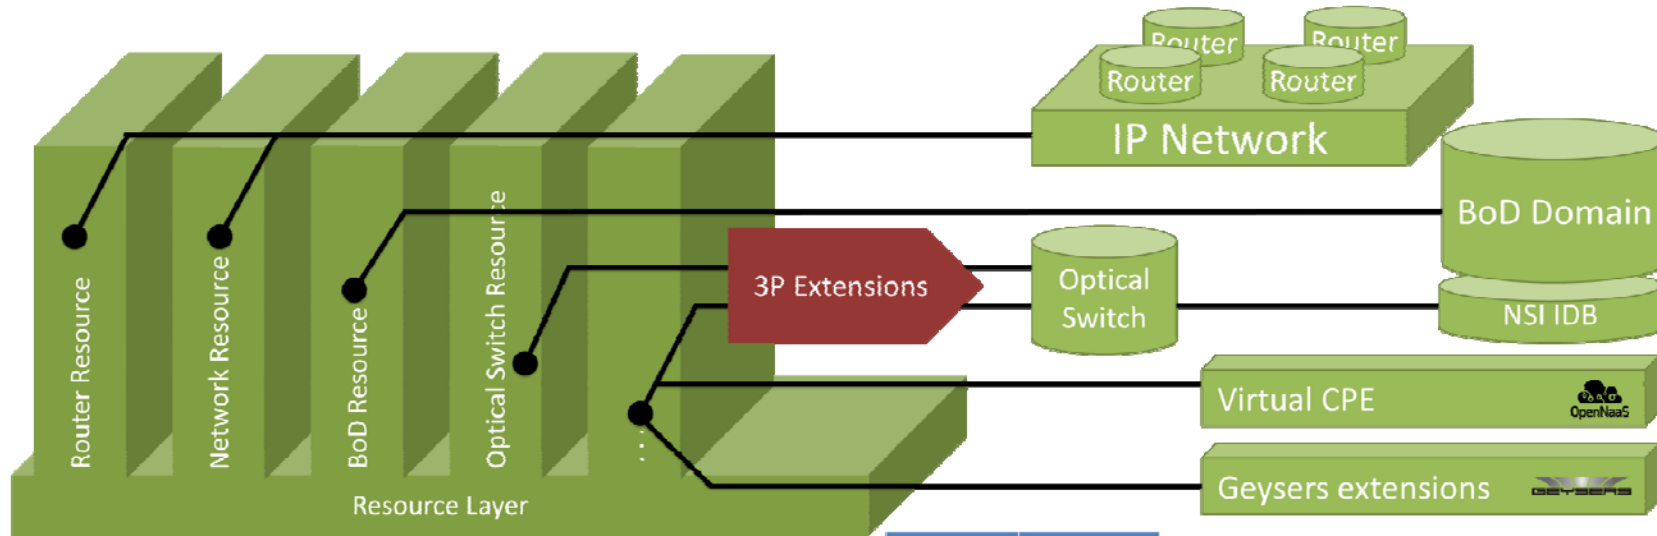 Router
Router
Router
Router
IP Network
BoD Domain
NSI IDB
Optical
Switch
3P Extensions
Router Resource
Network Resource
BoD Resource
Optical Switch Resource
...
Virtual CPE
OpenNaaS
Geysers extensions
GEYSERS
Resource Layer